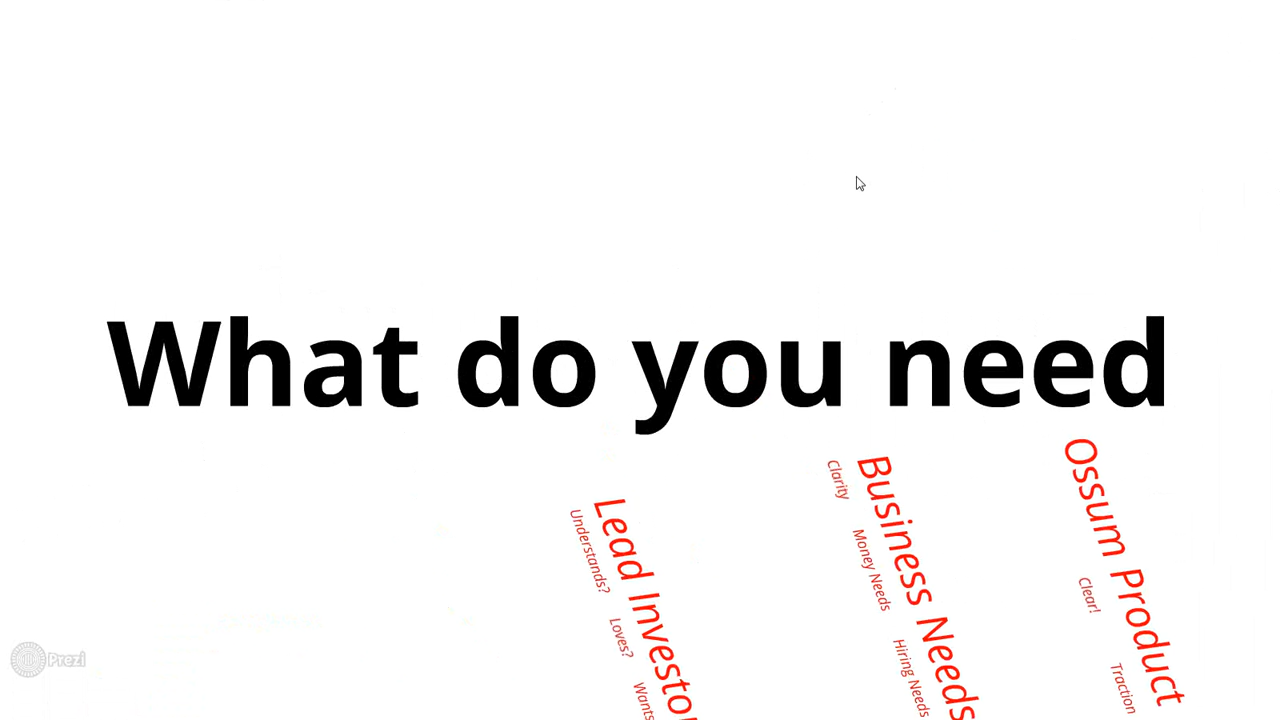 What do you need
Ossum Product
Clear!
Traction
Business Needs
Clarity
Money Needs
Hiring Needs
Lead Investor
Understands?
Loves?
Wants
Prezi